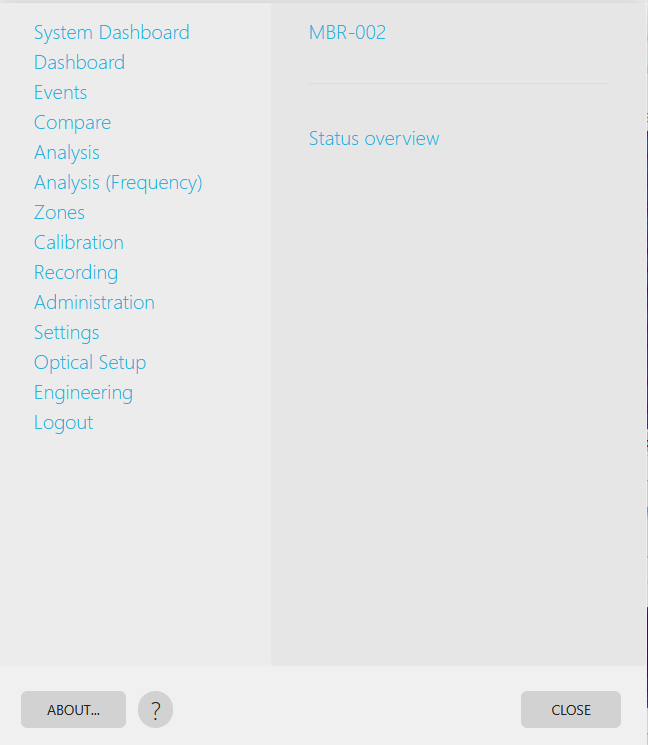 System Dashboard
Dashboard
Events
Compare
Analysis
Analysis (Frequency)
Zones
Calibration
Recording
Administration
Settings
Optical Setup
Engineering
Logout
MBR-002
Status overview
ABOUT...
?
CLOSE